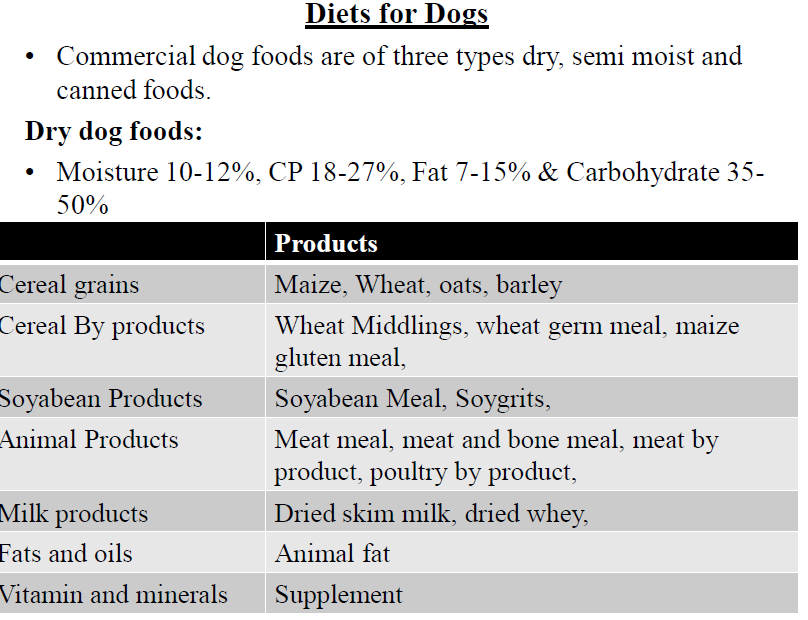 Diets for Dogs
• Commercial dog foods are of three types dry, semi moist and
canned foods.
Dry dog foods:
• Moisture 10-12%, CP 18-27%, Fat 7-15% & Carbohydrate 35-
50%
Products
Cereal grains Maize, Wheat, oats, barley
Cereal By products Wheat Middlings, wheat germ meal, maize
gluten meal,
Soyabean Products Soyabean Meal, Soygrits,
Animal Products Meat meal, meat and bone meal, meat by
product, poultry by product,
Milk products Dried skim milk, dried whey,
Fats and oils Animal fat
Vitamin and minerals Supplement